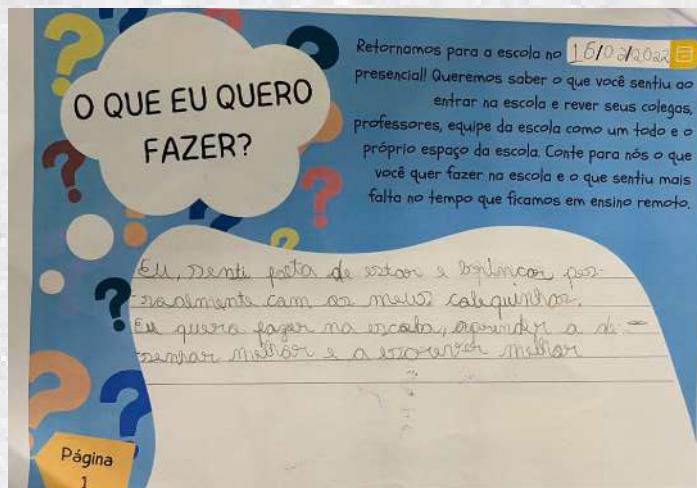 O QUE EU QUERO
FAZER?
Retornamos para a escola no 16/02/2022
presencial! Queremos saber o que você sentiu ao
entrar na escola e rever seus colegas,
professores, equipe da escola como um todo e o
próprio espaço da escola. Conte para nós o que
você quer fazer na escola e o que sentiu mais
falta no tempo que ficamos em ensino remoto.
Eu, senti falta de estar e brincar pes-
soalmente com os meus coleguinhas.
Eu quero fazer na escola, aprender a de-
senhar melhor e a escrever melhor
Página
1